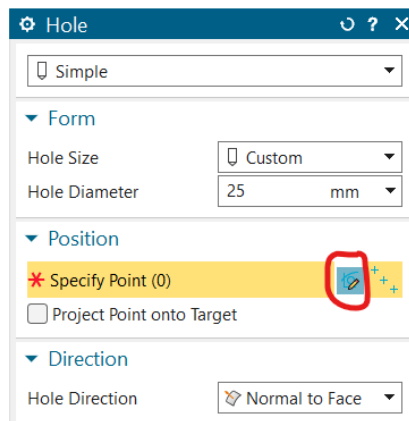 Hole ?
Simple
Form
Hole Size Custom
Hole Diameter 25 mm
Position
* Specify Point (0)
Project Point onto Target
Direction
Hole Direction Normal to Face